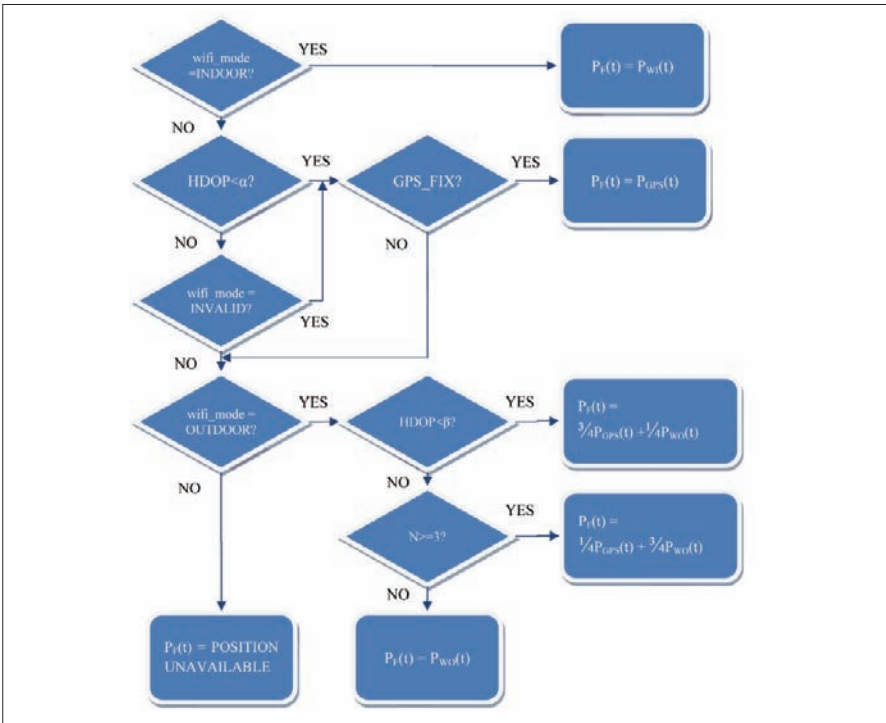 wifi_mode
=INDOOR?
YES
P_F(t) = P_WI(t)
NO
HDOP<α?
YES
GPS_FIX?
YES
P_F(t) = P_GPS(t)
NO
NO
wifi_mode =
INVALID?
YES
NO
wifi_mode =
OUTDOOR?
YES
HDOP<β?
YES
P_F(t) =
¾P_GPS(t) +¼P_WO(t)
NO
NO
N>=3?
YES
P_F(t) =
¼P_GPS(t) + ¾P_WO(t)
NO
P_F(t) = POSITION
UNAVAILABLE
P_F(t) = P_WO(t)